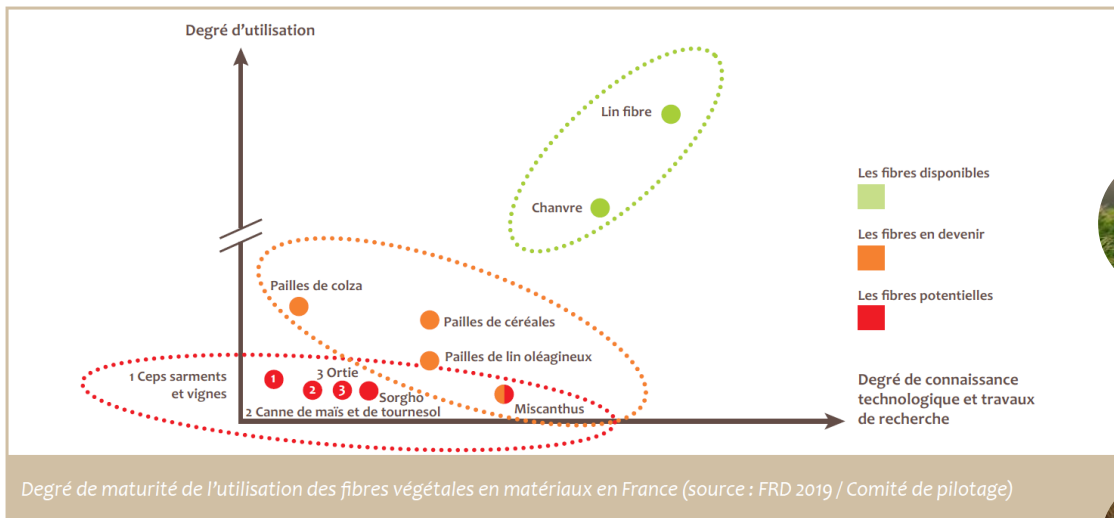 Degré d'utilisation
Lin fibre
Chanvre
Les fibres disponibles
Les fibres en devenir
Les fibres potentielles
Pailles de colza
Pailles de céréales
Pailles de lin oléagineux
1 Ceps sarments
et vignes
1
2
3
3 Ortie
Sorgho
2 Canne de maïs et de tournesol
Miscanthus
Degré de connaissance
technologique et travaux
de recherche
Degré de maturité de l'utilisation des fibres végétales en matériaux en France (source : FRD 2019 / Comité de pilotage)